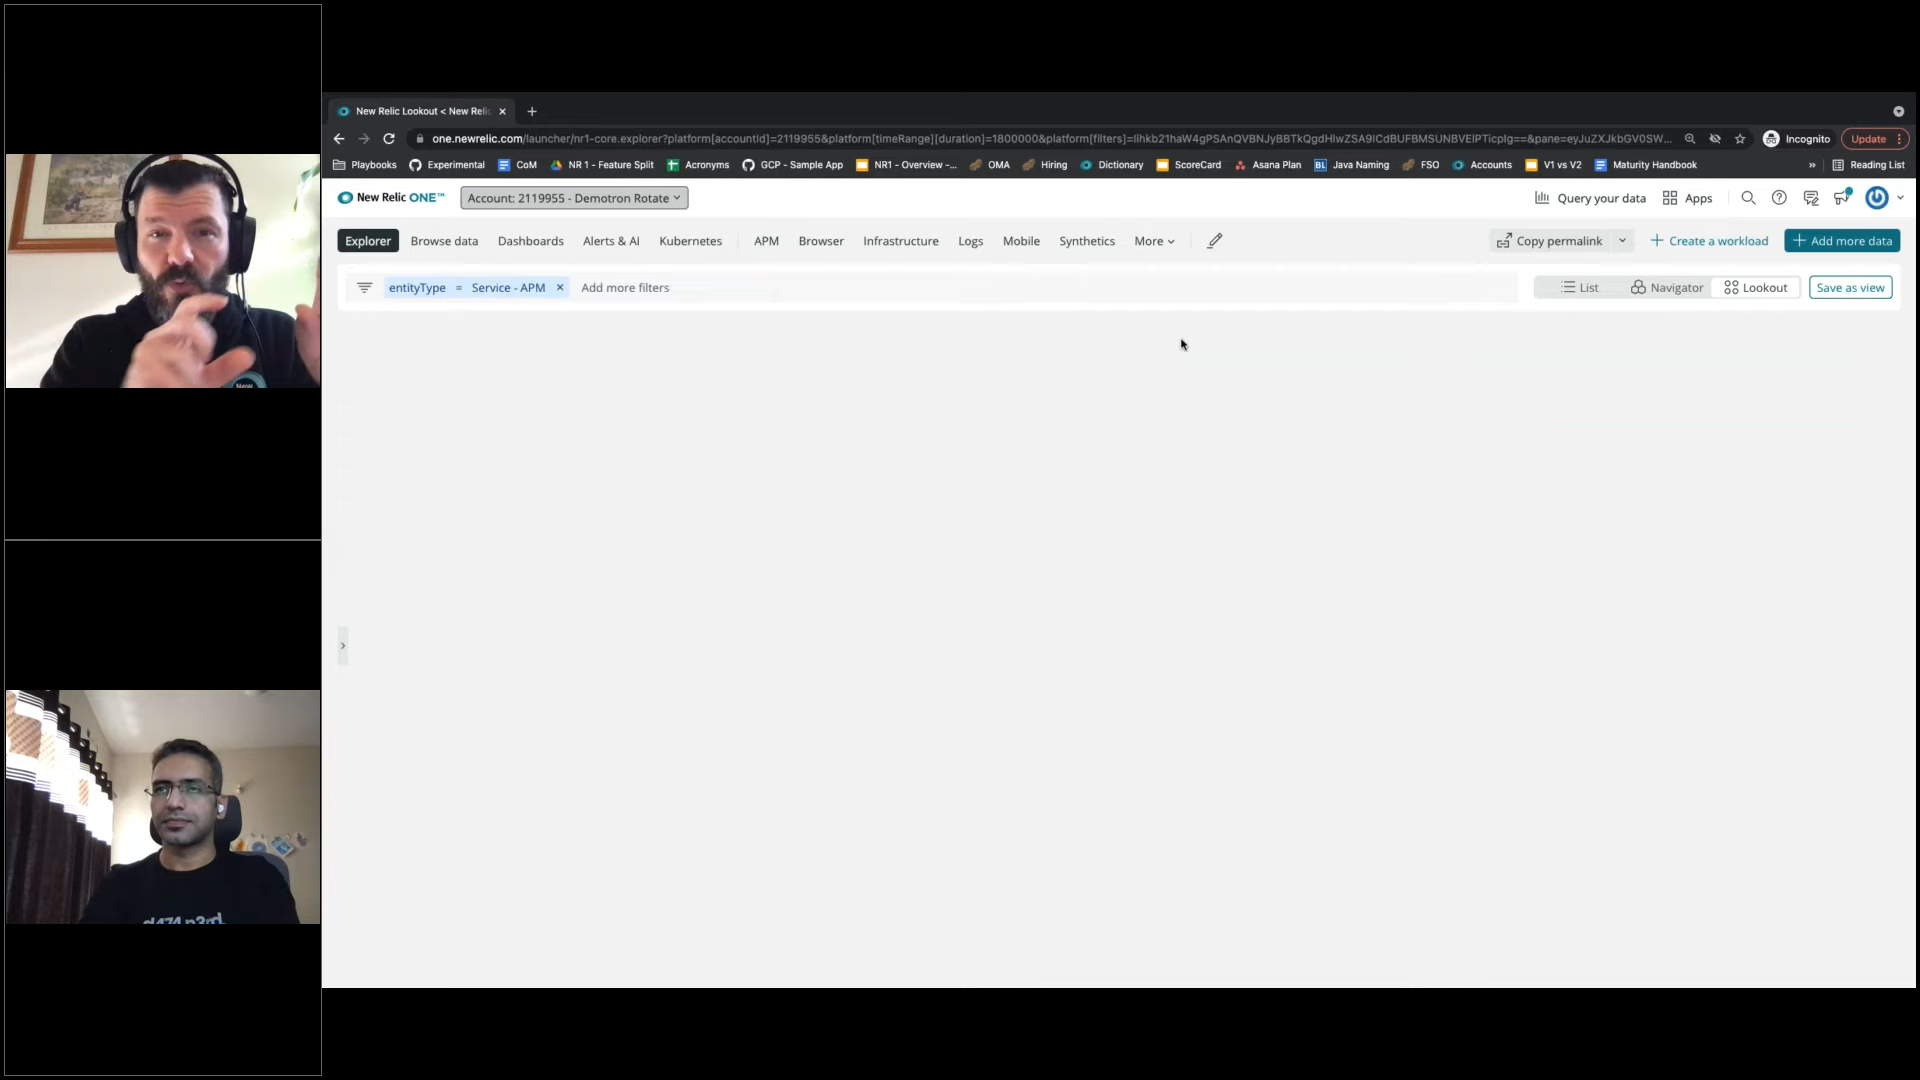 New Relic Lookout < New Relic
one.newrelic.com/launcher/nr1-core.explorer?platform[accountId]=2119955&platform[timeRange][duration]=1800000&platform[filters]=
Incognito
Update
Playbooks Experimental CoM NR 1 - Feature Split Acronyms GCP - Sample App NR1 - Overview -... OMA Hiring Dictionary ScoreCard Asana Plan BL Java Naming FSO Accounts V1 vs V2 Maturity Handbook » Reading List
New Relic ONE™ Account: 2119955 - Demotron Rotate Query your data Apps
Explorer Browse data Dashboards Alerts & AI Kubernetes APM Browser Infrastructure Logs Mobile Synthetics More Copy permalink + Create a workload + Add more data
entityType = Service - APM × Add more filters List Navigator Lookout Save as view
New